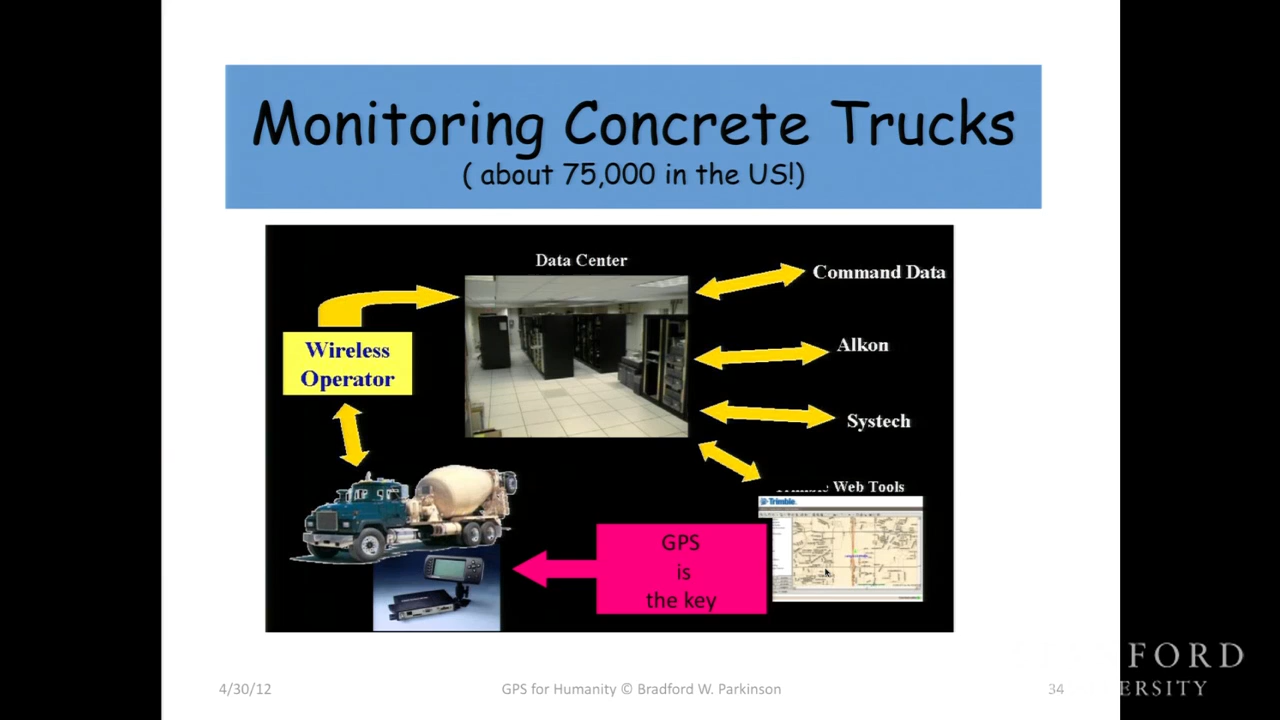 Monitoring Concrete Trucks
( about 75,000 in the US!)
Data Center
Command Data
Wireless
Operator
Alkon
Systech
Web Tools
Trimble
GPS
is
the key
4/30/12
GPS for Humanity © Bradford W. Parkinson
34
FORD
ERSITY